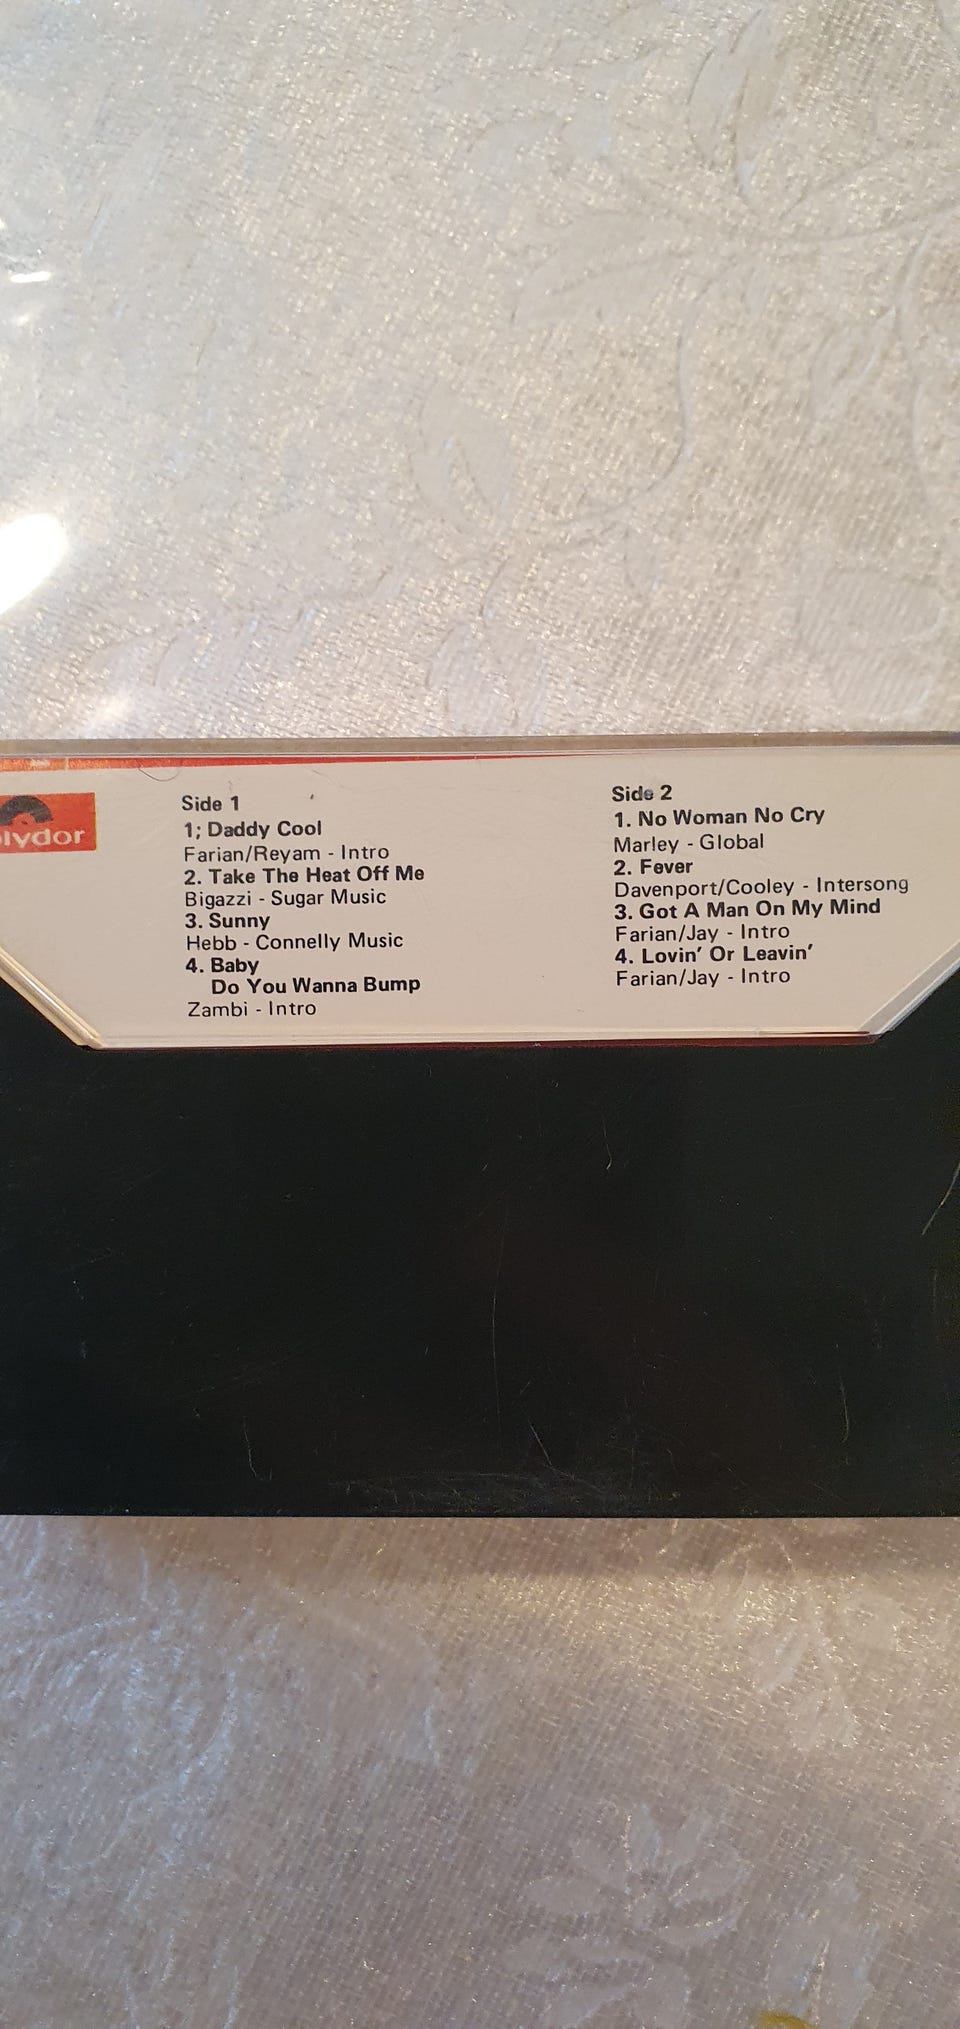 olydor
Side 1
1; Daddy Cool
Farian/Reyam - Intro
2. Take The Heat Off Me
Bigazzi - Sugar Music
3. Sunny
Hebb - Connelly Music
4. Baby
Do You Wanna Bump
Zambi - Intro
Side 2
1. No Woman No Cry
Marley - Global
2. Fever
Davenport/Cooley - Intersong
3. Got A Man On My Mind
Farian/Jay - Intro
4. Lovin' Or Leavin'
Farian/Jay - Intro